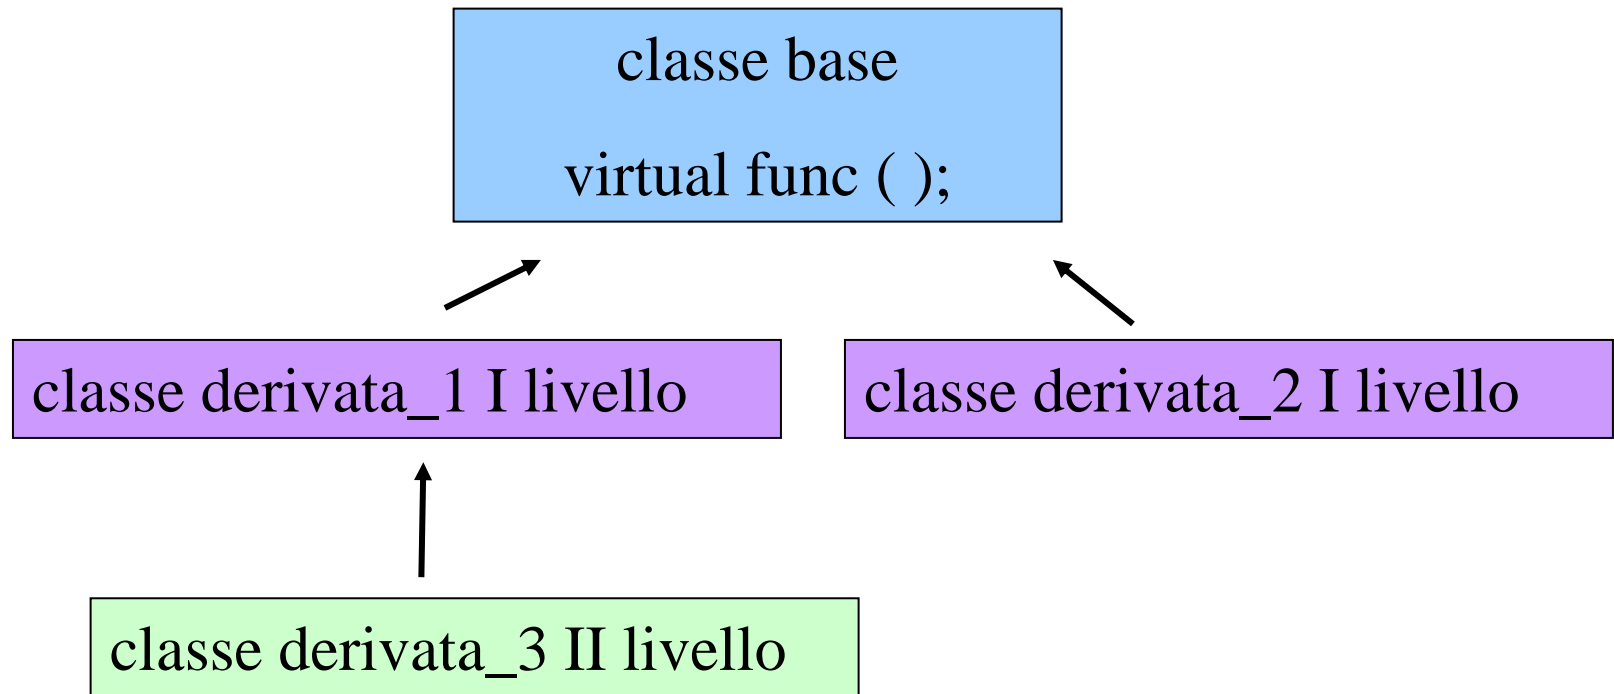 classe base
virtual func ( );
classe derivata_1 I livello
classe derivata_2 I livello
classe derivata_3 II livello